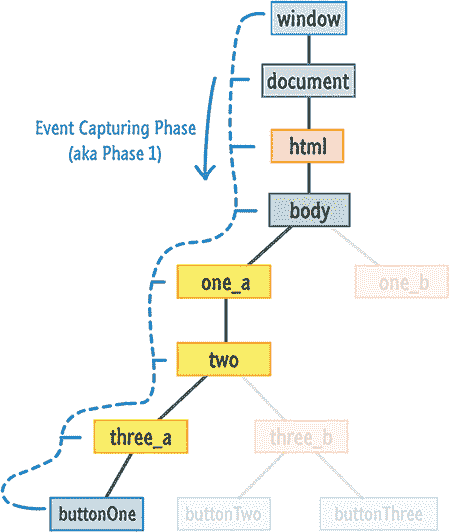 window
document
Event Capturing Phase
(aka Phase 1)
html
body
one_a
one_b
two
three_a
three_b
buttonOne
buttonTwo
buttonThree